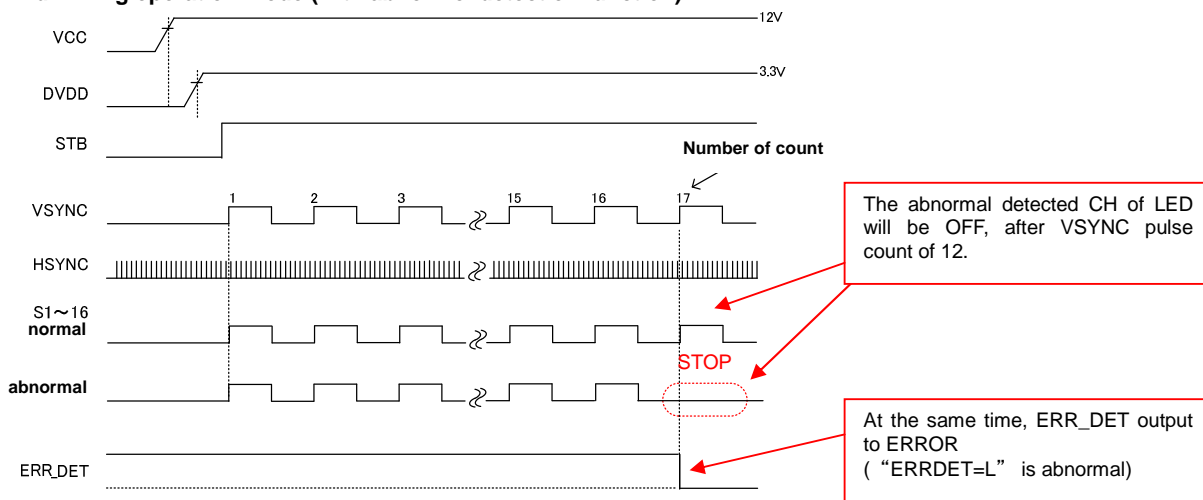 VCC
12V
DVDD
3.3V
STB
Number of count
VSYNC
1 2 3 15 16 17
HSYNC
S1～16
normal
STOP
abnormal
ERR_DET
The abnormal detected CH of LED
will be OFF, after VSYNC pulse
count of 12.
At the same time, ERR_DET output
to ERROR
( “ERRDET=L” is abnormal)